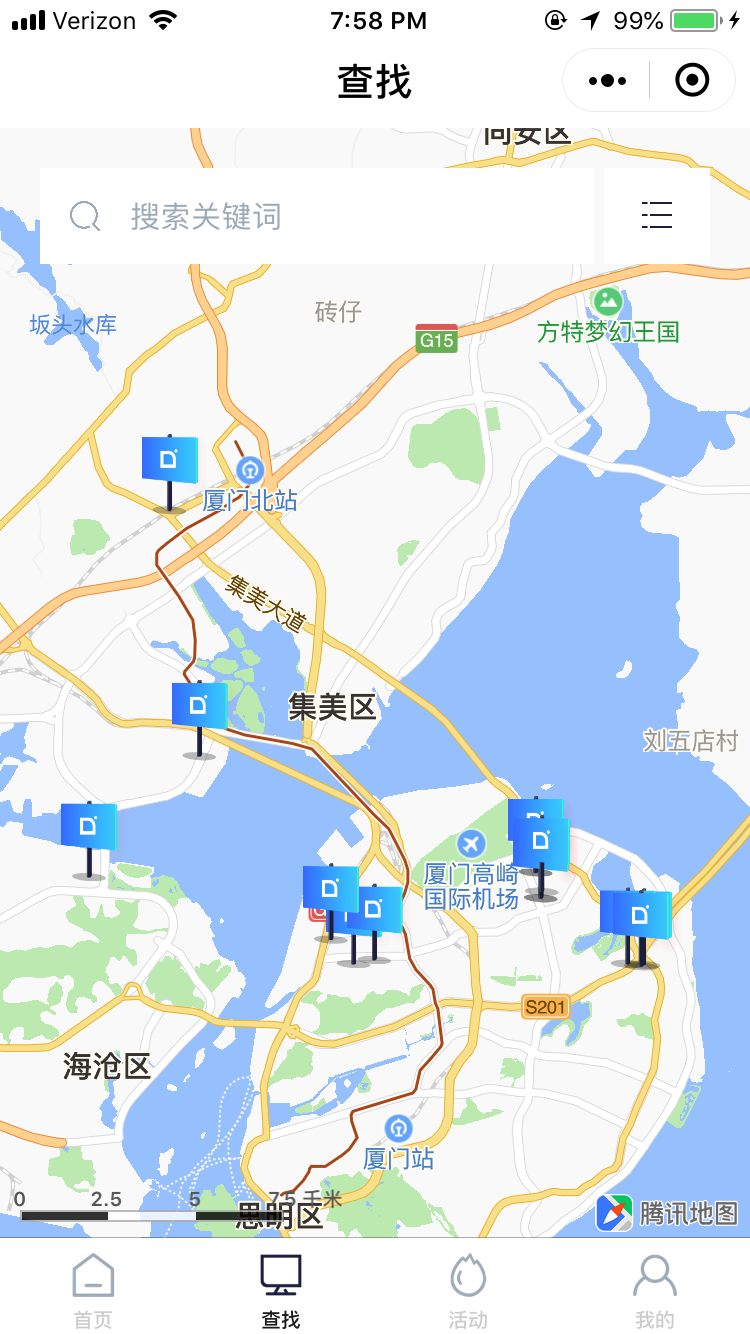 Verizon 7:58 PM 99%
查找
同安区
搜索关键词
坂头水库
砖仔
G15
方特梦幻王国
厦门北站
集美大道
集美区
刘五店村
厦门高崎
国际机场
S201
海沧区
厦门站
0 2.5 5 7.5 千米
思明区
腾讯地图
首页 查找 活动 我的